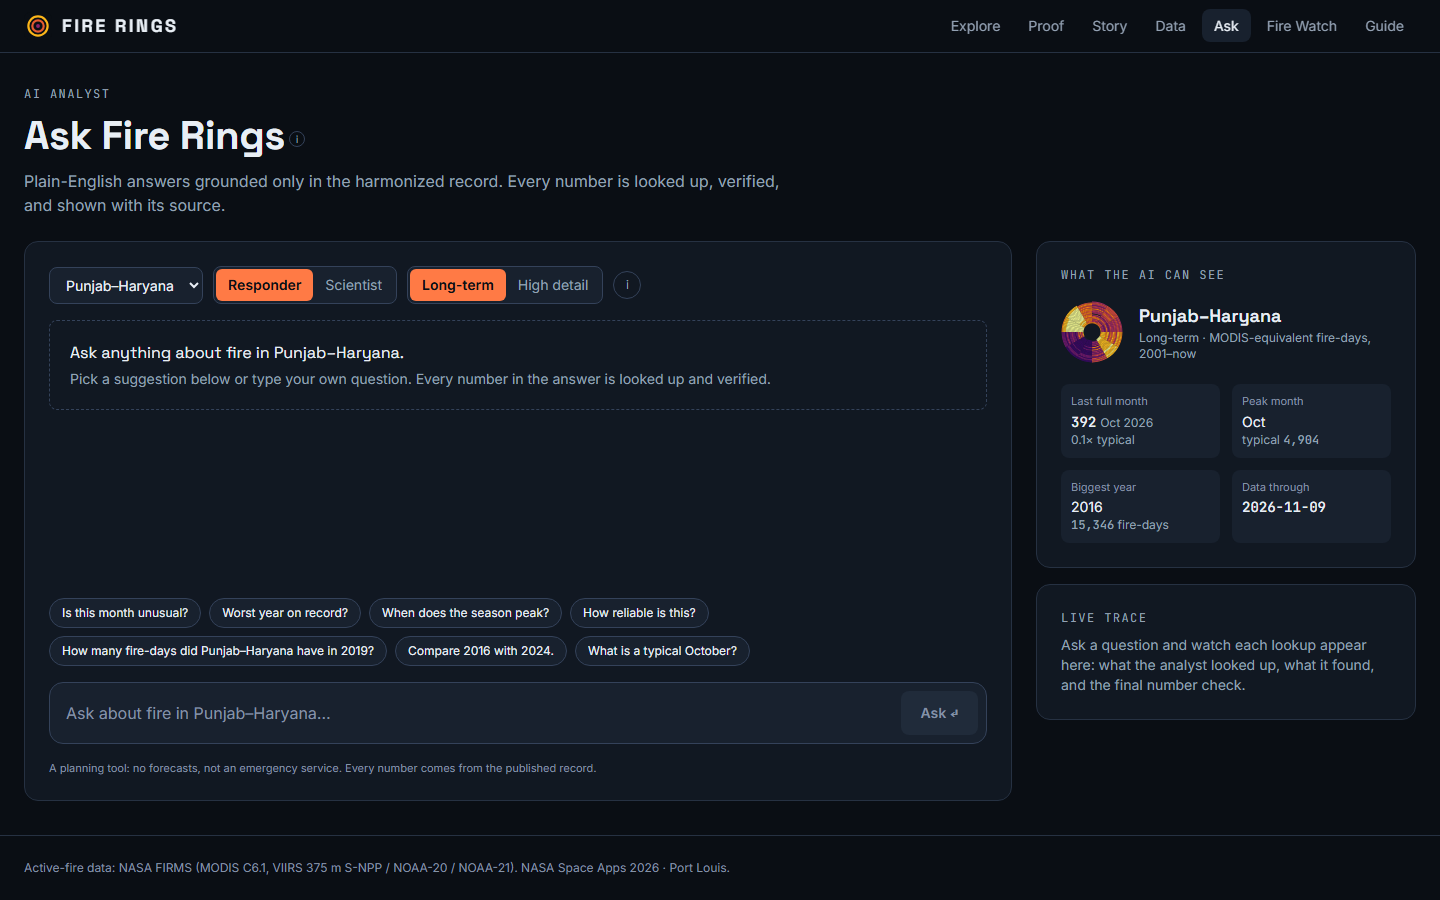 FIRE RINGS
Explore
Proof
Story
Data
Ask
Fire Watch
Guide
AI ANALYST
Ask Fire Rings i
Plain-English answers grounded only in the harmonized record. Every number is looked up, verified,
and shown with its source.
Punjab–Haryana
Responder
Scientist
Long-term
High detail
i
Ask anything about fire in Punjab–Haryana.
Pick a suggestion below or type your own question. Every number in the answer is looked up and verified.
Is this month unusual?
Worst year on record?
When does the season peak?
How reliable is this?
How many fire-days did Punjab–Haryana have in 2019?
Compare 2016 with 2024.
What is a typical October?
Ask about fire in Punjab–Haryana...
Ask ⏎
A planning tool: no forecasts, not an emergency service. Every number comes from the published record.
WHAT THE AI CAN SEE
Punjab–Haryana
Long-term · MODIS-equivalent fire-days,
2001–now
Last full month
392 Oct 2026
0.1× typical
Peak month
Oct
typical 4,904
Biggest year
2016
15,346 fire-days
Data through
2026-11-09
LIVE TRACE
Ask a question and watch each lookup appear
here: what the analyst looked up, what it found,
and the final number check.
Active-fire data: NASA FIRMS (MODIS C6.1, VIIRS 375 m S-NPP / NOAA-20 / NOAA-21). NASA Space Apps 2026 · Port Louis.